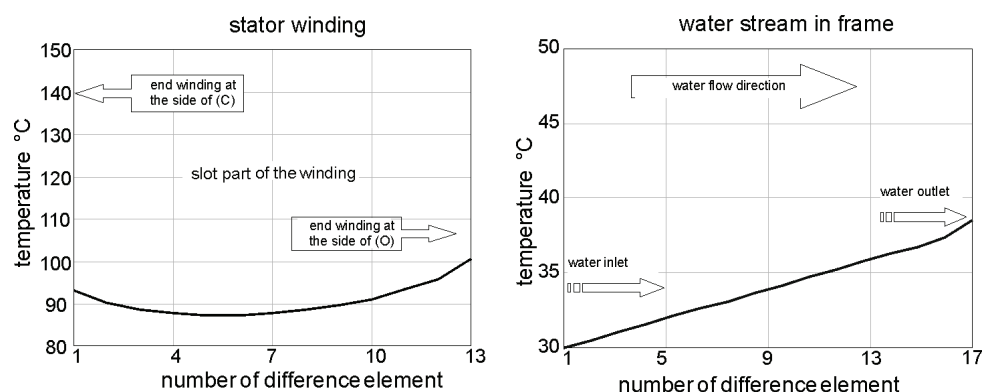 stator winding
temperature °C
150
140
130
120
110
100
90
80
end winding at
the side of (C)
slot part of the winding
end winding at
the side of (O)
1
4
7
10
13
number of difference element
water stream in frame
temperature °C
50
45
40
35
30
water flow direction
water outlet
water inlet
1
5
9
13
17
number of difference element